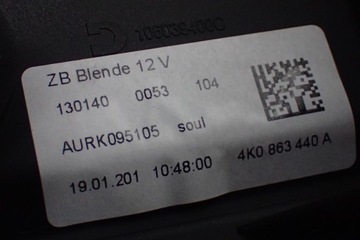 ZB Blende 12 V
130140 0053 104
AURK095105 soul
19.01.201 10:48:00 4K0 863 440 A